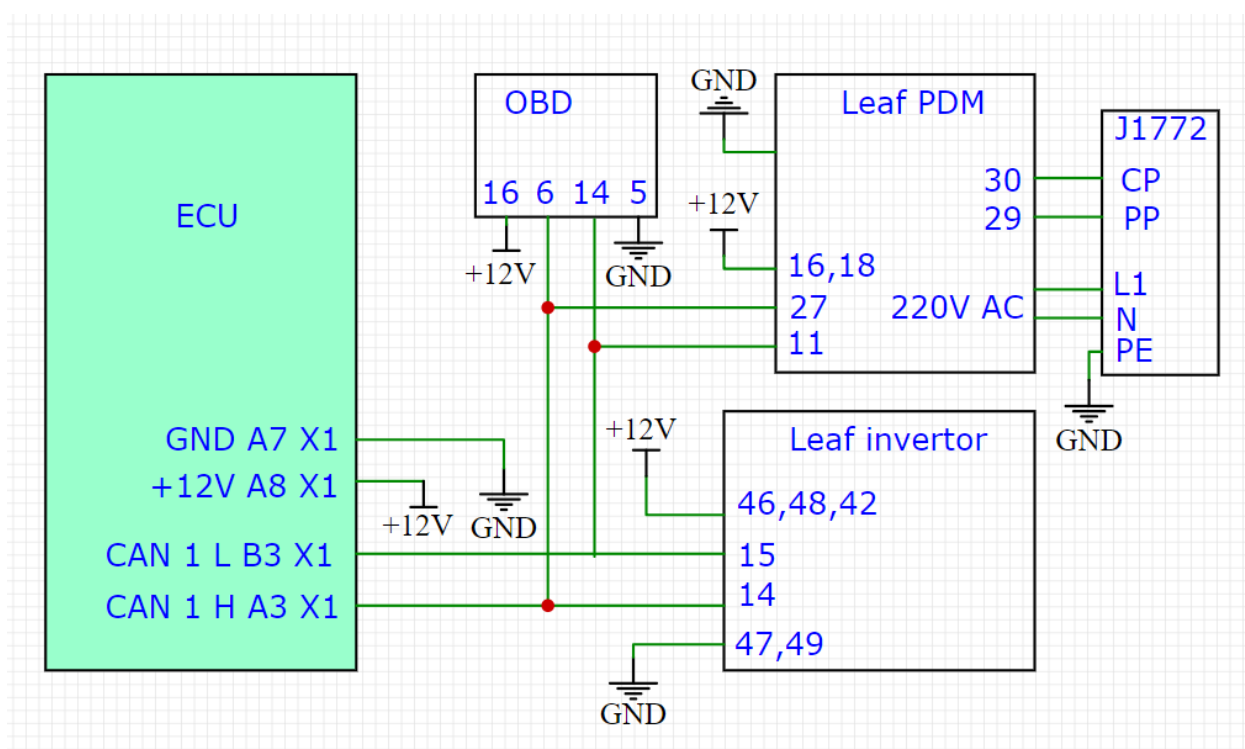 ECU
GND A7 X1
+12V A8 X1
CAN 1 L B3 X1
CAN 1 H A3 X1
+12V
GND
OBD
16 6 14 5
+12V
GND
GND
+12V
Leaf PDM
30
29
16,18
27
220V AC
11
J1772
CP
PP
L1
N
PE
GND
+12V
Leaf invertor
46,48,42
15
14
47,49
GND